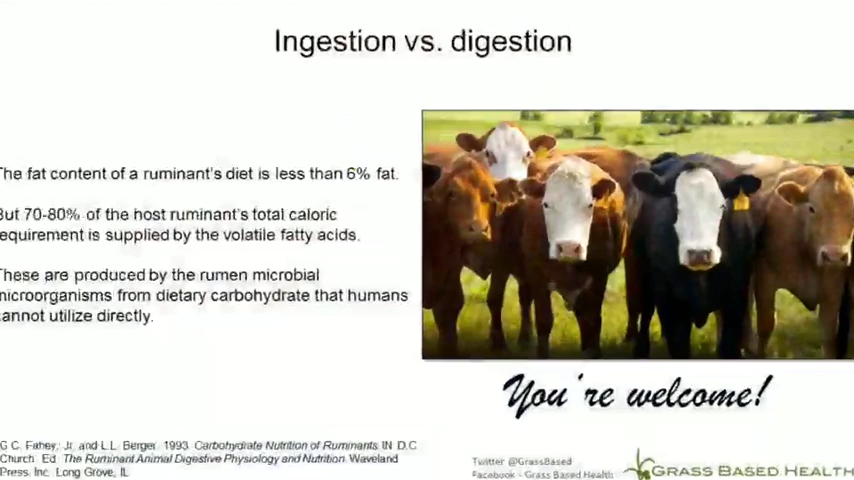 Ingestion vs. digestion
he fat content of a ruminant's diet is less than 6% fat.
But 70-80% of the host ruminant's total caloric
equirement is supplied by the volatile fatty acids.
These are produced by the rumen microbial
microorganisms from dietary carbohydrate that humans
annot utilize directly.
You're welcome!
G.C. Fahey, Jr. and L.L. Berger. 1993. Carbohydrate Nutrition of Ruminants. IN D.C.
Church. Ed. The Ruminant Animal Digestive Physiology and Nutrition. Waveland
Press. Inc. Long Grove, IL
Twitter @GrassBased
Facebook - Grass Based Health
GRASS BASED HEALTH